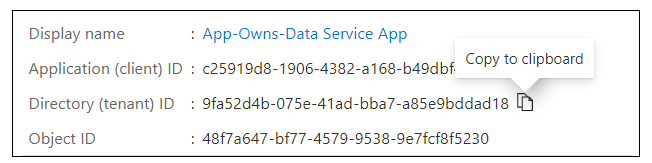 Display name : App-Owns-Data Service App
Copy to clipboard
Application (client) ID : c25919d8-1906-4382-a168-b49dbf
Directory (tenant) ID : 9fa52d4b-075e-41ad-bba7-a85e9bddad18
Object ID : 48f7a647-bf77-4579-9538-9e7fcf8f5230